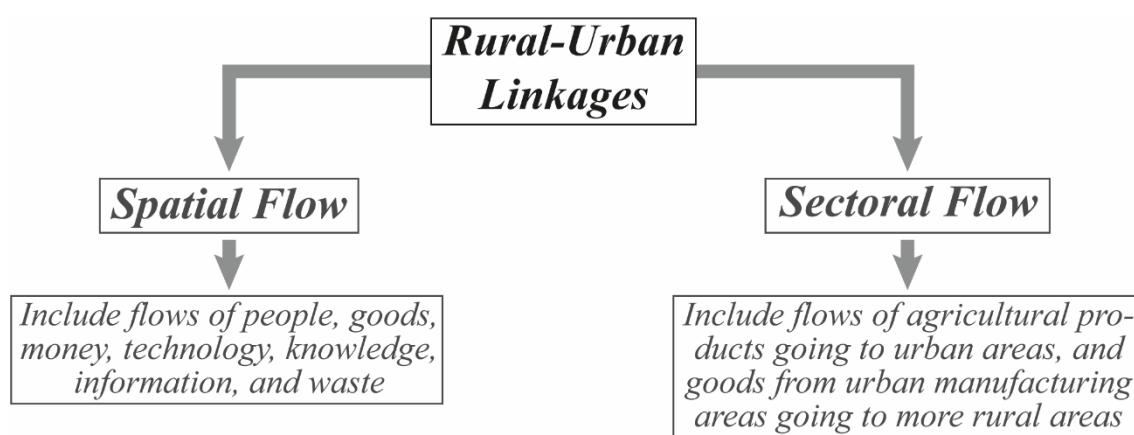 Rural-Urban
Linkages
Spatial Flow
Sectoral Flow
Include flows of people, goods,
money, technology, knowledge,
information, and waste
Include flows of agricultural pro-
ducts going to urban areas, and
goods from urban manufacturing
areas going to more rural areas